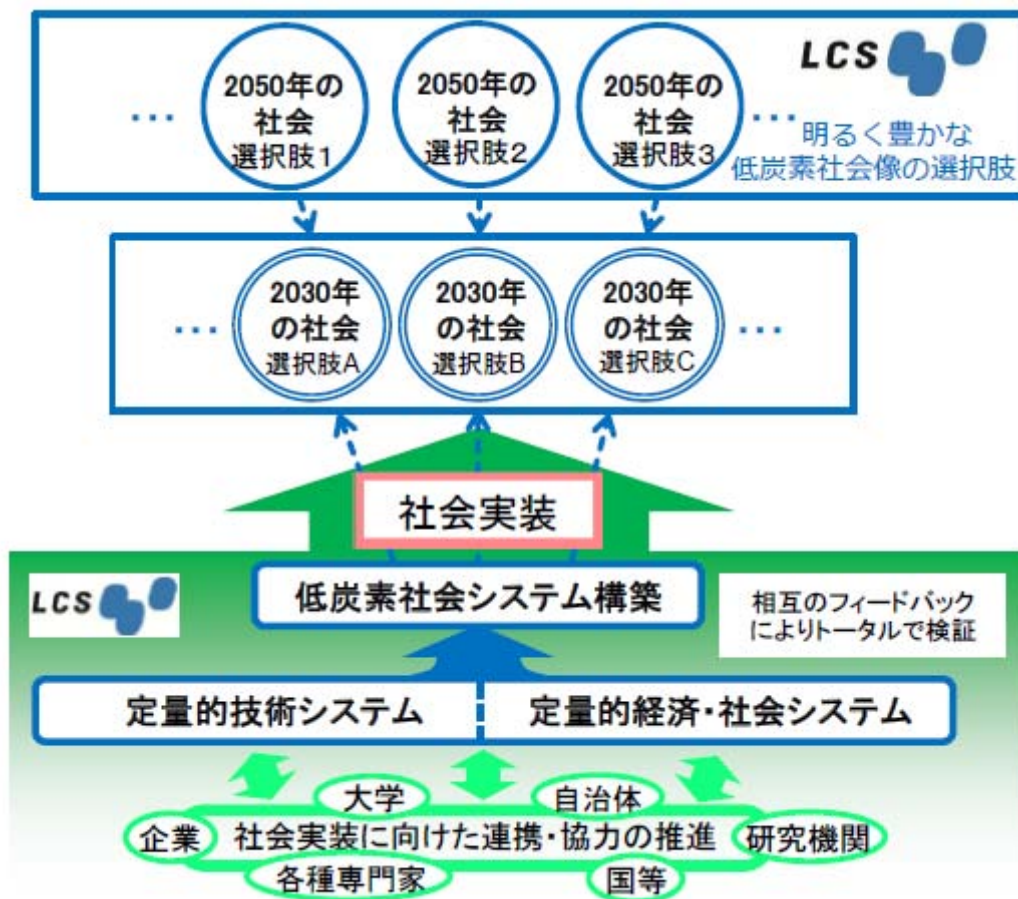 LCS
2050年の
社会
選択肢1
2050年の
社会
選択肢2
2050年の
社会
選択肢3
…
…
明るく豊かな
低炭素社会像の選択肢
2030年
の社会
選択肢A
2030年
の社会
選択肢B
2030年
の社会
選択肢C
…
…
社会実装
LCS
低炭素社会システム構築
相互のフィードバック
によりトータルで検証
定量的技術システム
定量的経済・社会システム
大学
自治体
企業
社会実装に向けた連携・協力の推進
研究機関
各種専門家
国等